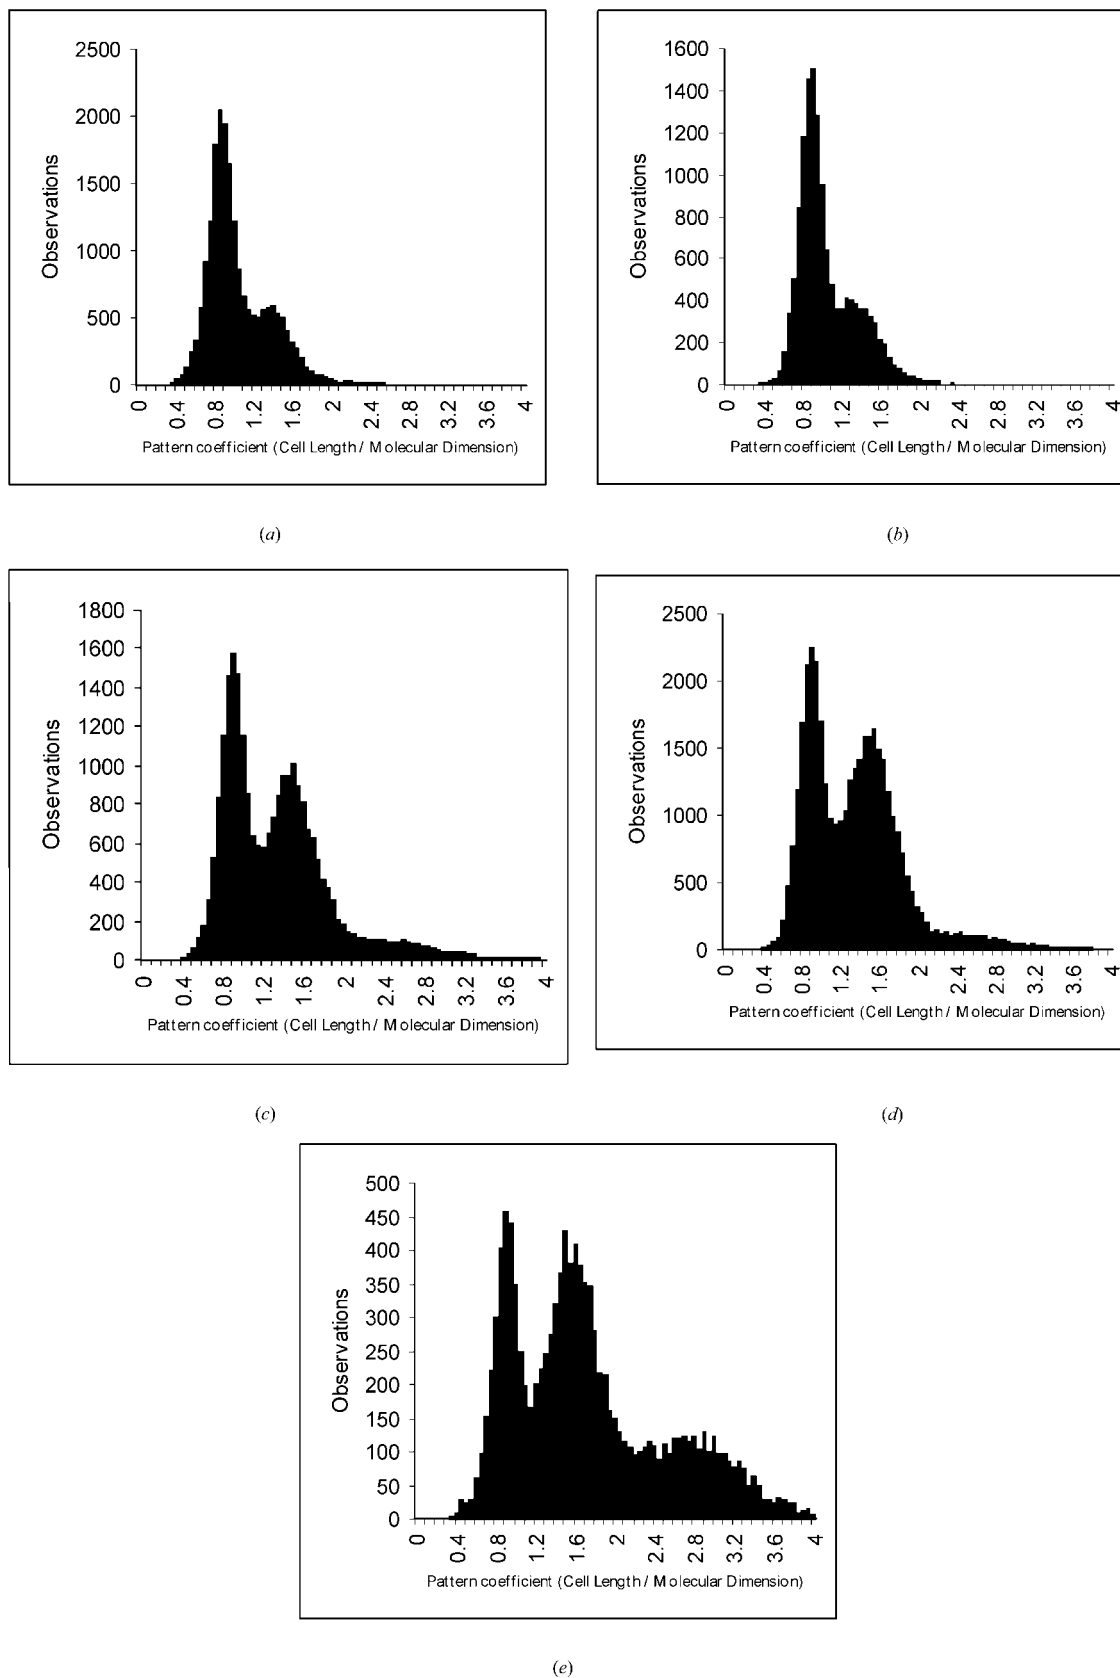 2500
2000
1500
1000
500
0
Observations
0 0.4 0.8 1.2 1.6 2 2.4 2.8 3.2 3.6 4
Pattern coefficient (Cell Length / Molecular Dimension)
(a)
1600
1400
1200
1000
800
600
400
200
0
Observations
0 0.4 0.8 1.2 1.6 2 2.4 2.8 3.2 3.6 4
Pattern coefficient (Cell Length / Molecular Dimension)
(b)
1800
1600
1400
1200
1000
800
600
400
200
0
Observations
0 0.4 0.8 1.2 1.6 2 2.4 2.8 3.2 3.6 4
Pattern coefficient (Cell Length / Molecular Dimension)
(c)
2500
2000
1500
1000
500
0
Observations
0 0.4 0.8 1.2 1.6 2 2.4 2.8 3.2 3.6 4
Pattern coefficient (Cell Length / Molecular Dimension)
(d)
500
450
400
350
300
250
200
150
100
50
0
Observations
0 0.4 0.8 1.2 1.6 2 2.4 2.8 3.2 3.6 4
Pattern coefficient (Cell Length / Molecular Dimension)
(e)